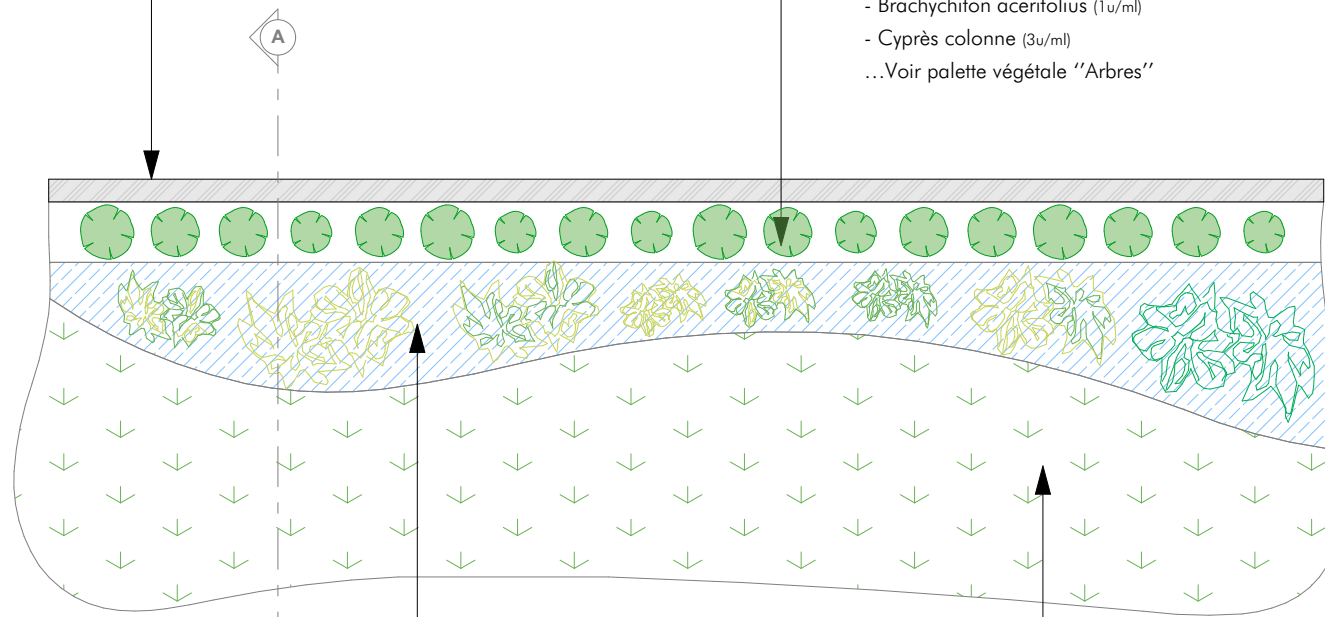 - Brachychiton acerifolius (1u/ml)
A
- Cyprès colonne (3u/ml)
...Voir palette végétale ‘’Arbres’’